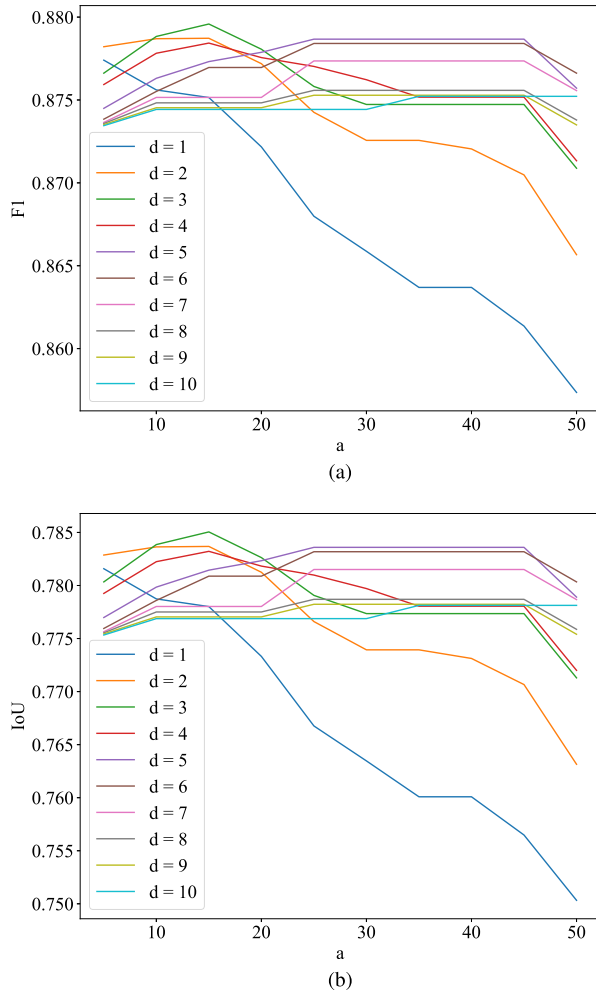 0.880
0.875
0.870
0.865
0.860
F1
d = 1
d = 2
d = 3
d = 4
d = 5
d = 6
d = 7
d = 8
d = 9
d = 10
10 20 30 40 50
a
(a)
0.785
0.780
0.775
0.770
0.765
0.760
0.755
0.750
IoU
d = 1
d = 2
d = 3
d = 4
d = 5
d = 6
d = 7
d = 8
d = 9
d = 10
10 20 30 40 50
a
(b)